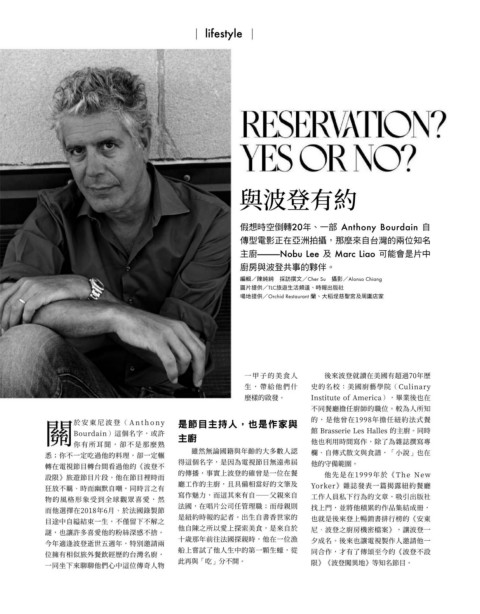 lifestyle
RESERVATION?
YES OR NO?
與波登有約
假想時空倒轉20年、一部 Anthony Bourdain 自
傳型電影正在亞洲拍攝,那麼來自台灣的兩位知名
主廚——Nobu Lee 及 Marc Liao 可能會是片中
廚房與波登共事的夥伴。
編輯/陳婉綺 採訪撰文/Cher Su 攝影/Alonso Chiang
圖片提供/TLC旅遊生活頻道、時報出版社
場地提供/Orchid Restaurant 蘭、大稻埕慈聖宮及周圍店家
關於安東尼波登(Anthony
Bourdain)這個名字,或許
你有所耳聞,卻不是那麼熟
悉;你不一定吃過他的料理,卻一定輾
轉在電視節目轉台間看過他的《波登不
設限》旅遊節目片段,他在節目裡時而
狂放不羈、時而幽默自嘲,同時言之有
物的風格形象受到全球觀眾喜愛,然
而他選擇在2018年6月,於法國錄製節
目途中自縊結束一生,不僅留下不解之
謎,也讓許多喜愛他的粉絲深感不捨,
今年適逢波登逝世五週年,特別邀請兩
位擁有相似旅外餐飲經歷的台灣名廚,
一同坐下來聊聊他們心中這位傳奇人物
一甲子的美食人
生,帶給他們什
麼樣的啟發。
是節目主持人,也是作家與
主廚
雖然無論國籍與年齡的大多數人認
得這個名字,是因為電視節目無遠弗屆
的傳播,事實上波登的確曾是一位在餐
廳工作的主廚,且具備相當好的文筆及
寫作魅力,而這其來有自——父親來自
法國,在唱片公司任管理職;而母親則
是紐約時報的記者,出生自書香世家的
他自陳之所以愛上探索美食,是來自於
十歲那年前往法國探親時,他在一位漁
船上嘗試了他人生中的第一顆生蠔,從
此再與「吃」分不開。
後來波登就讀在美國有超過70年歷
史的名校:美國廚藝學院(Culinary
Institute of America),畢業後也在
不同餐廳擔任廚師的職位,較為人所知
的,是他曾在1998年擔任紐約法式餐
館 Brasserie Les Halles 的主廚,同時
他也利用時間寫作,除了為雜誌撰寫專
欄、自傳式散文與食譜,「小說」也在
他的守備範圍。
他先是在1999年於《The New
Yorker》雜誌發表一篇揭露紐約餐廳
工作人員私下行為的文章,吸引出版社
找上門,並將他積累的作品集結成冊,
也就是後來登上暢銷書排行榜的《安東
尼.波登之廚房機密檔案》,讓波登一
夕成名,後來也讓電視製作人邀請他一
同合作,才有了傳頌至今的《波登不設
限》《波登闖異地》等知名節目。